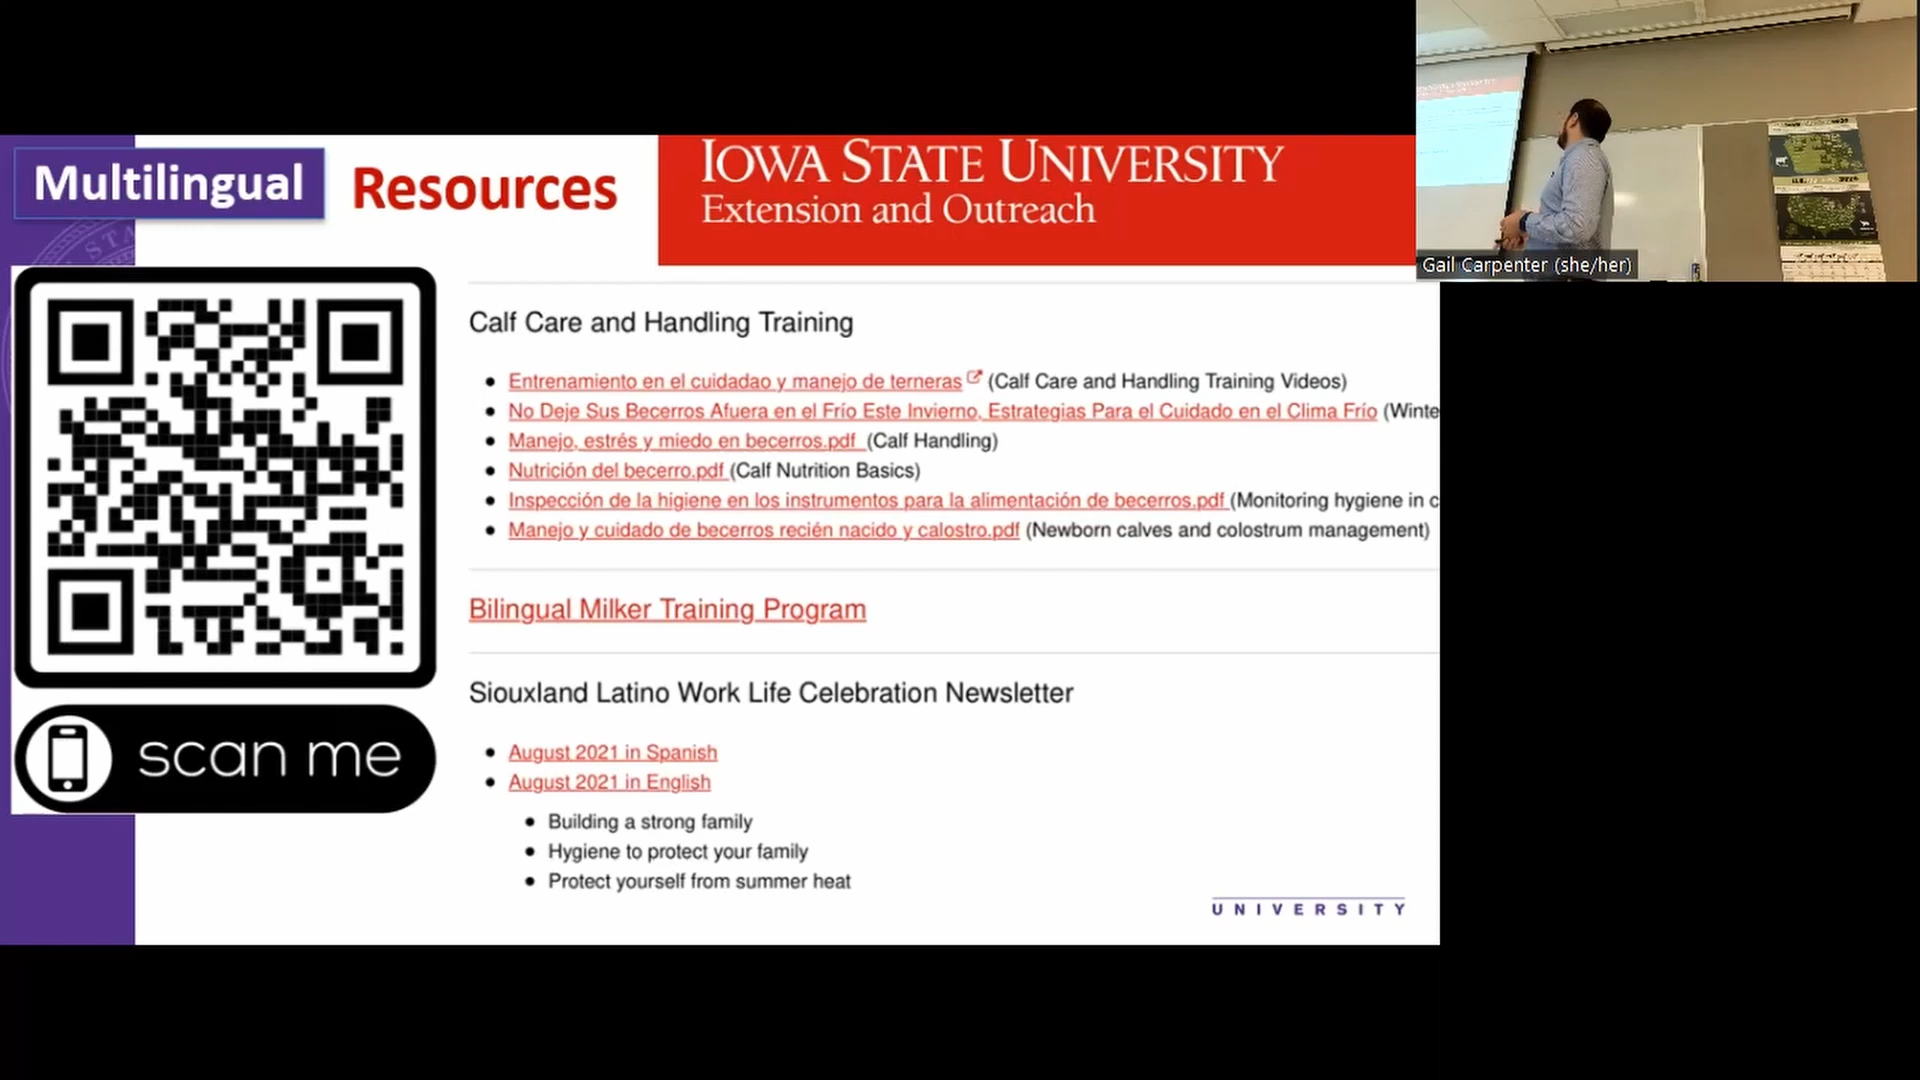 Multilingual Resources
IOWA STATE UNIVERSITY
Extension and Outreach
Calf Care and Handling Training
Entrenamiento en el cuidadao y manejo de terneras (Calf Care and Handling Training Videos)
No Deje Sus Becerros Afuera en el Frío Este Invierno, Estrategias Para el Cuidado en el Clima Frío (Winte
Manejo, estrés y miedo en becerros.pdf (Calf Handling)
Nutrición del becerro.pdf (Calf Nutrition Basics)
Inspección de la higiene en los instrumentos para la alimentación de becerros.pdf (Monitoring hygiene in c
Manejo y cuidado de becerros recién nacido y calostro.pdf (Newborn calves and colostrum management)
Bilingual Milker Training Program
Siouxland Latino Work Life Celebration Newsletter
August 2021 in Spanish
August 2021 in English
Building a strong family
Hygiene to protect your family
Protect yourself from summer heat
scan me
UNIVERSITY
Gail Carpenter (she/her)